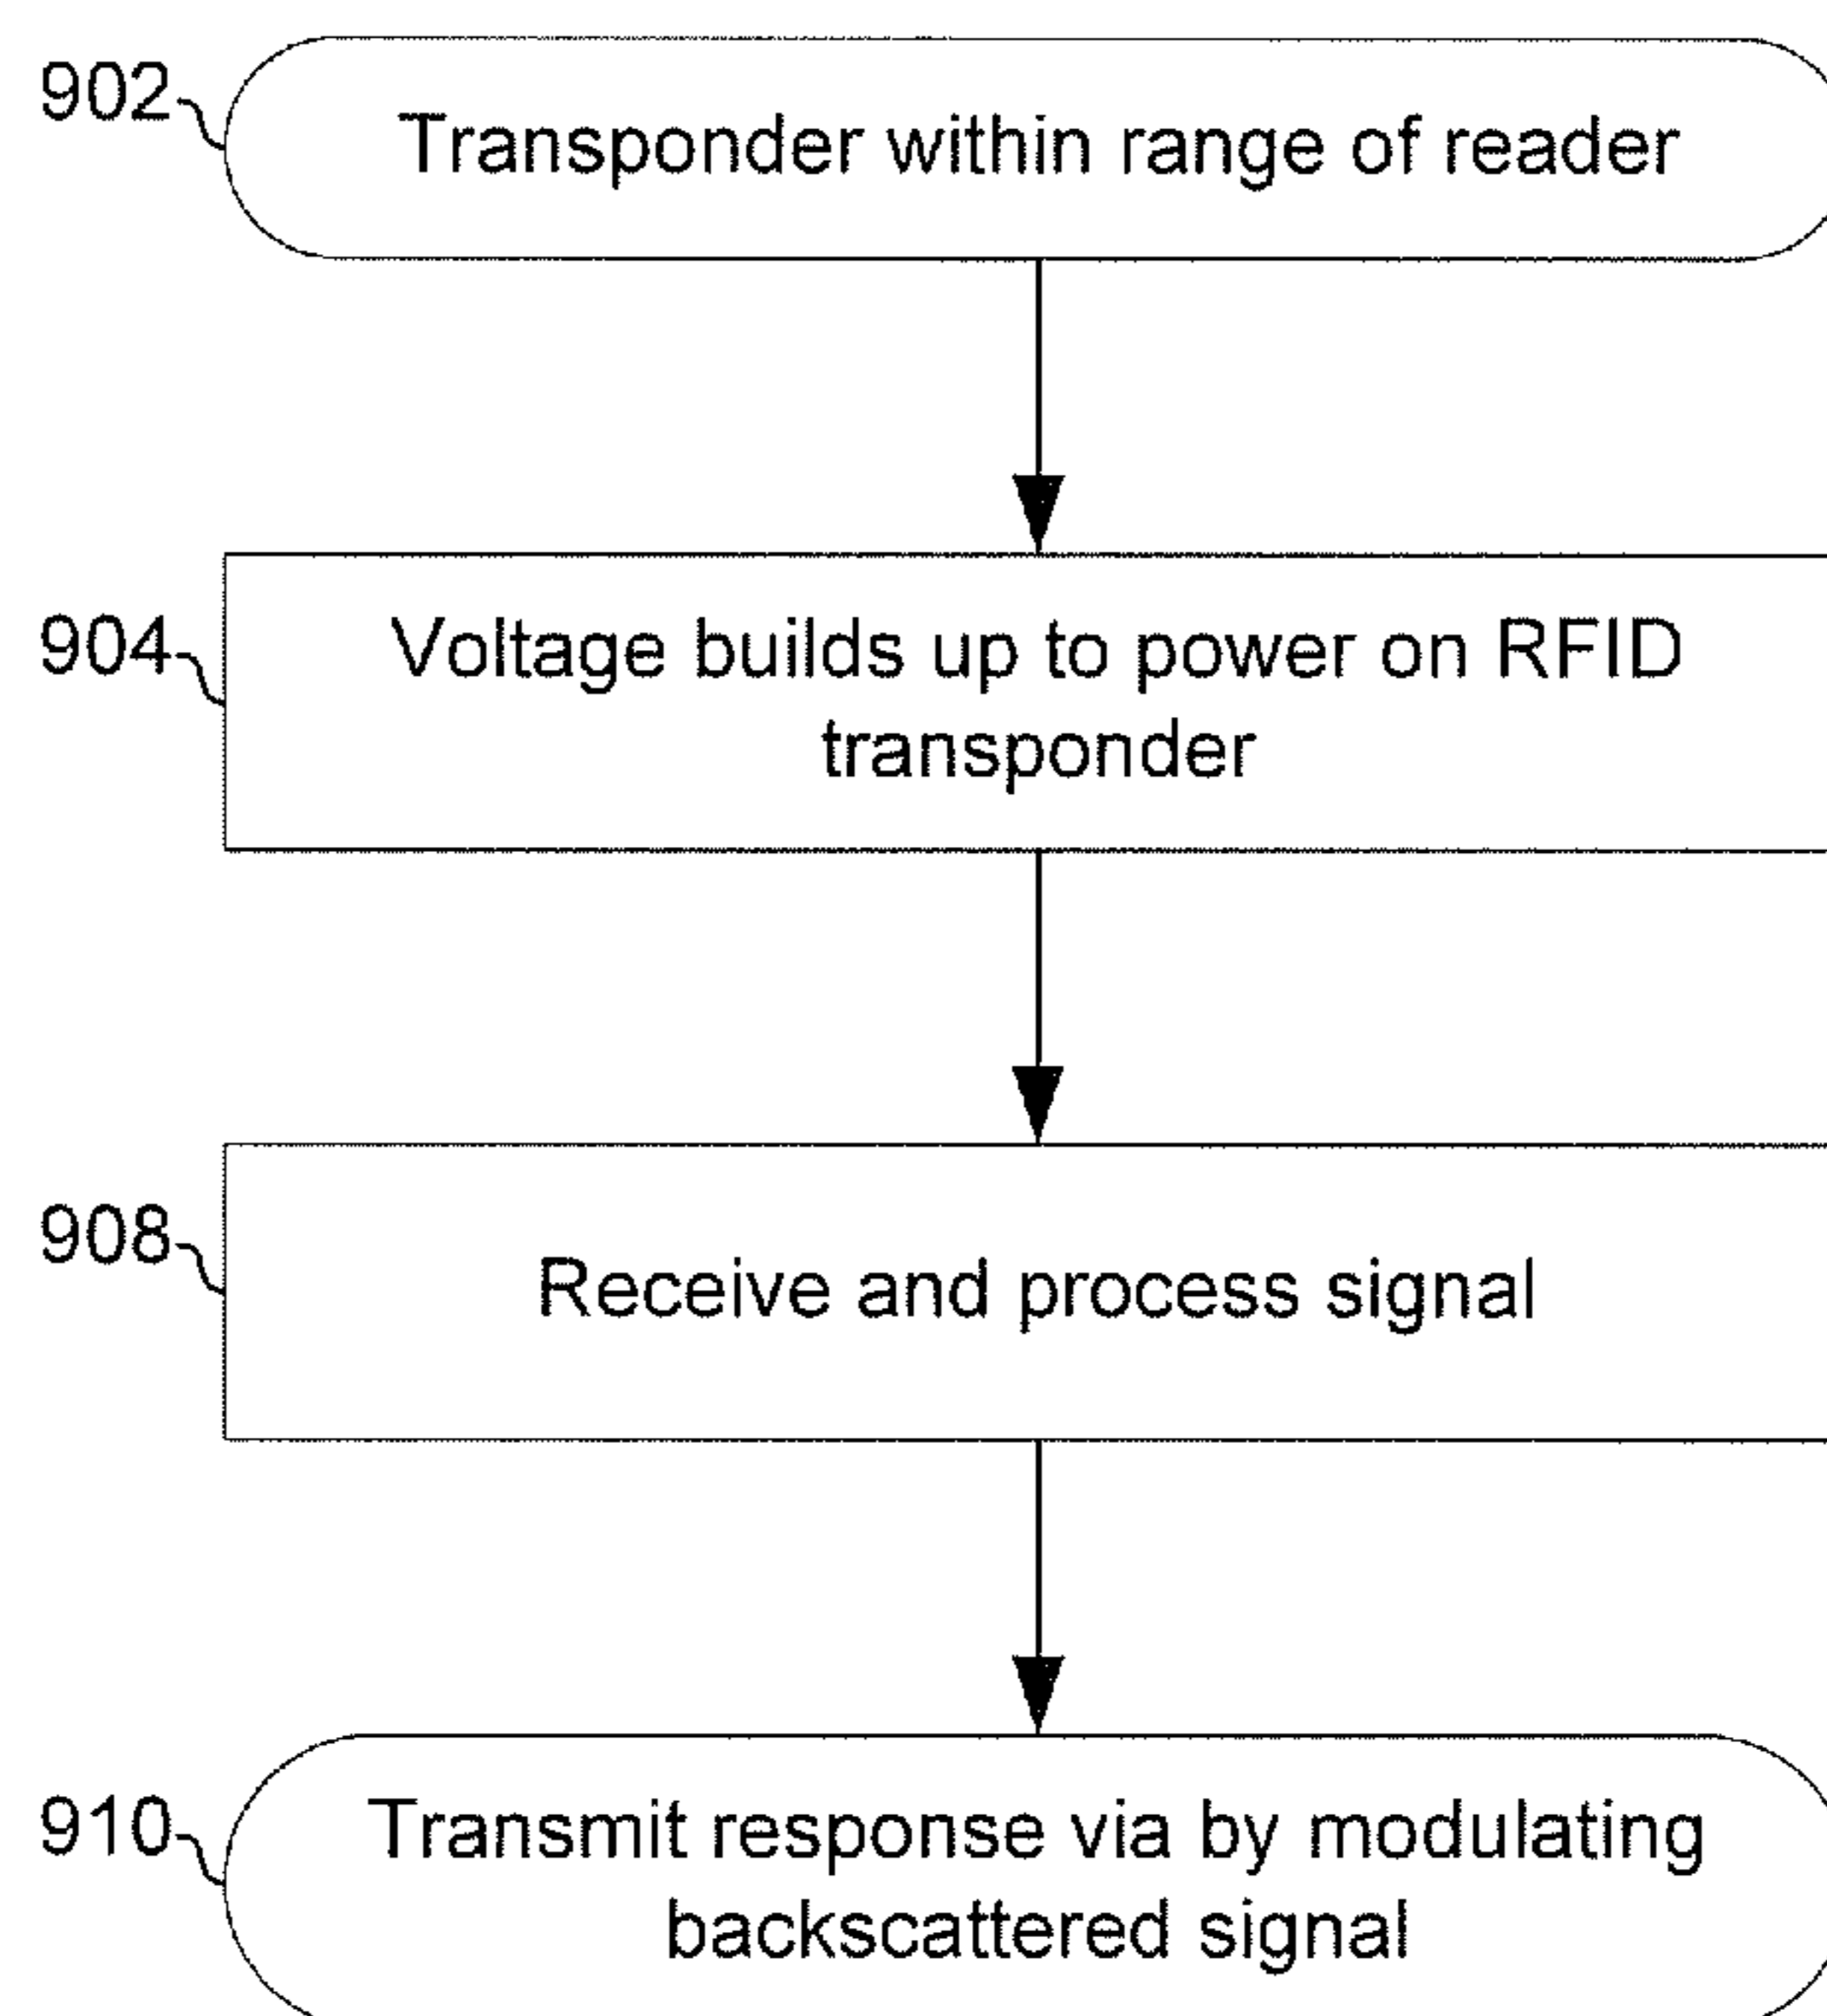 902
Transponder within range of reader
904
Voltage builds up to power on RFID
transponder
908
Receive and process signal
910
Transmit response via by modulating
backscattered signal